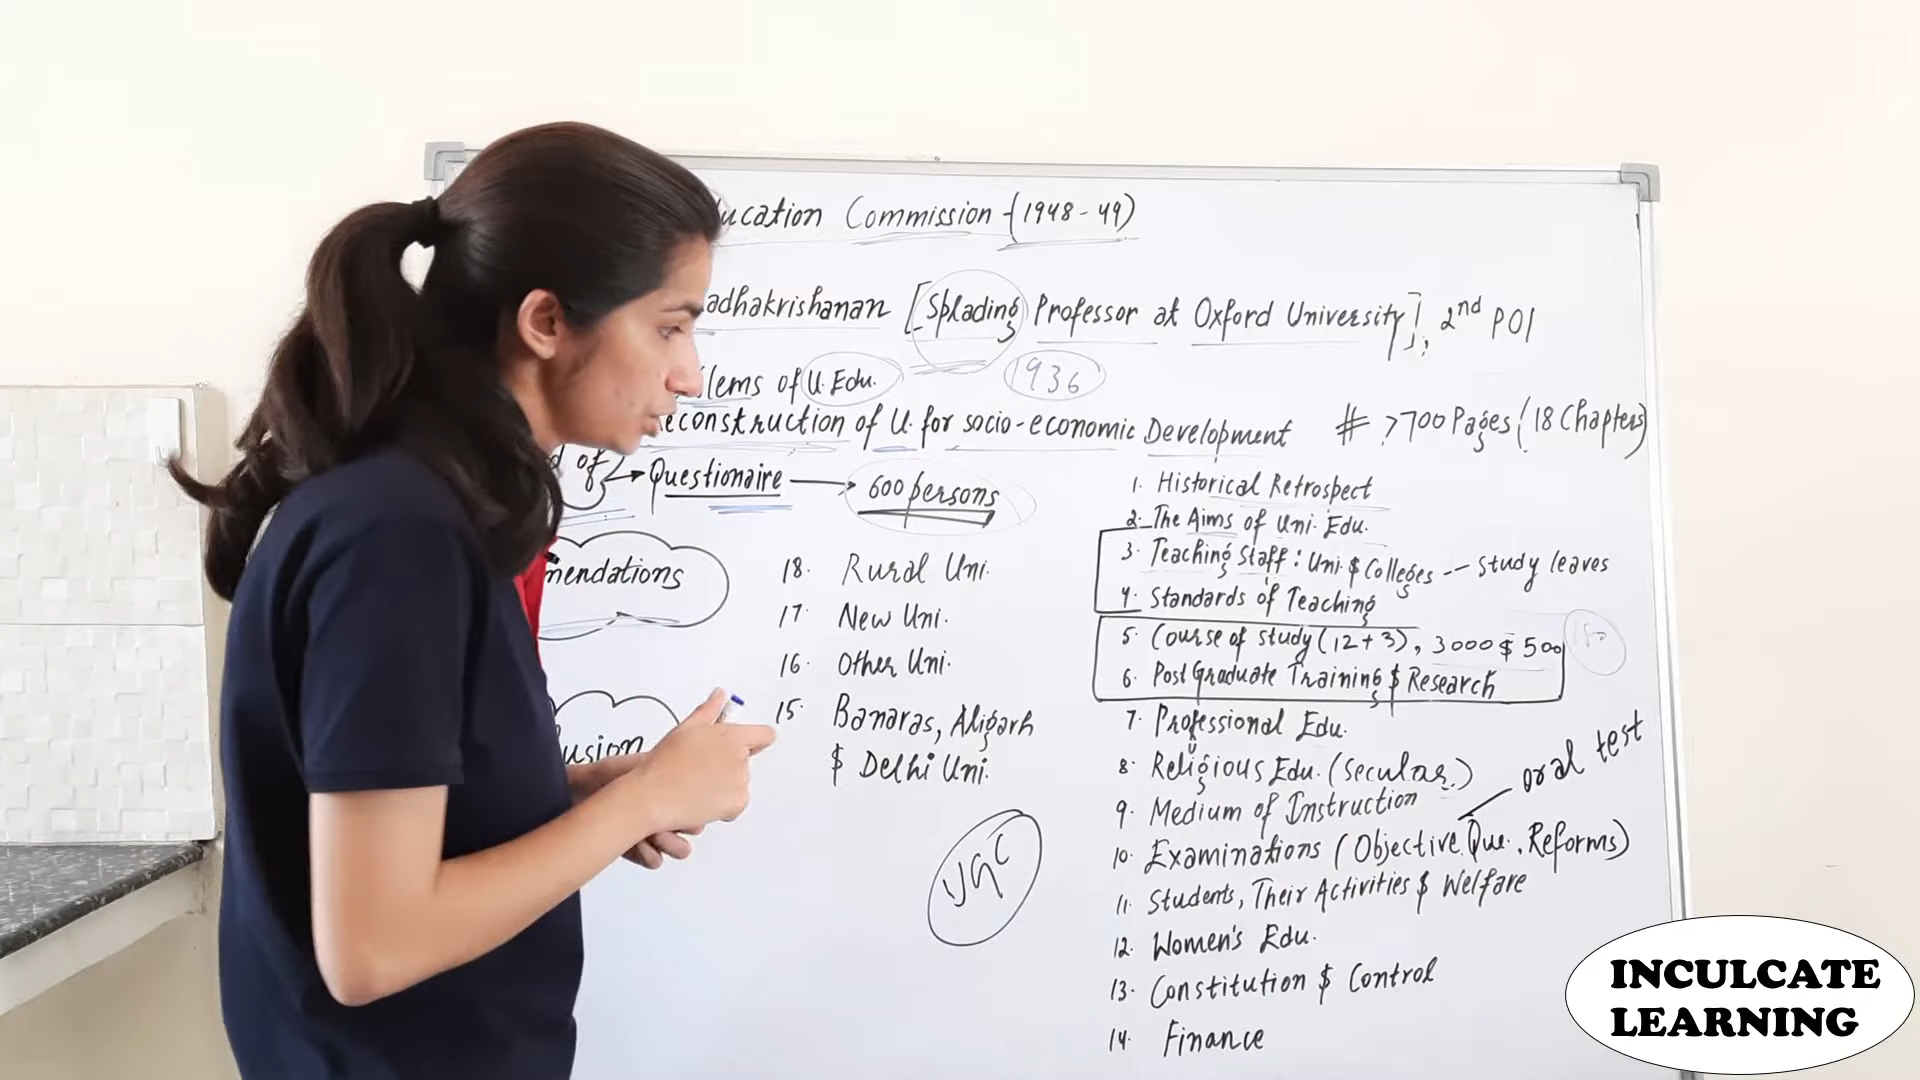 ucation Commission - (1948-49)
adhakrishanan [Splading Professor at Oxford University], 2nd POI
lems of U. Edu.
1936
econstruction of U. for socio-economic Development
# >700 Pages (18 Chapters)
d of → Questionaire → 600 persons
mendations
usion
18. Rural Uni.
17. New Uni.
16. Other Uni.
15. Banaras, Aligarh
& Delhi Uni.
UGC
1. Historical Retrospect
2. The Aims of Uni. Edu.
3. Teaching Staff : Uni & Colleges -- Study leaves
4. Standards of Teaching
5. Course of study (12+3), 3000 & 500
6. Post Graduate Training & Research
7. Professional Edu.
8. Religious Edu. (Secular.)
9. Medium of Instruction
oral test
10. Examinations (Objective Que., Reforms)
11. Students, Their Activities & Welfare
12. Women's Edu.
13. Constitution & Control
14. Finance
INCULCATE
LEARNING